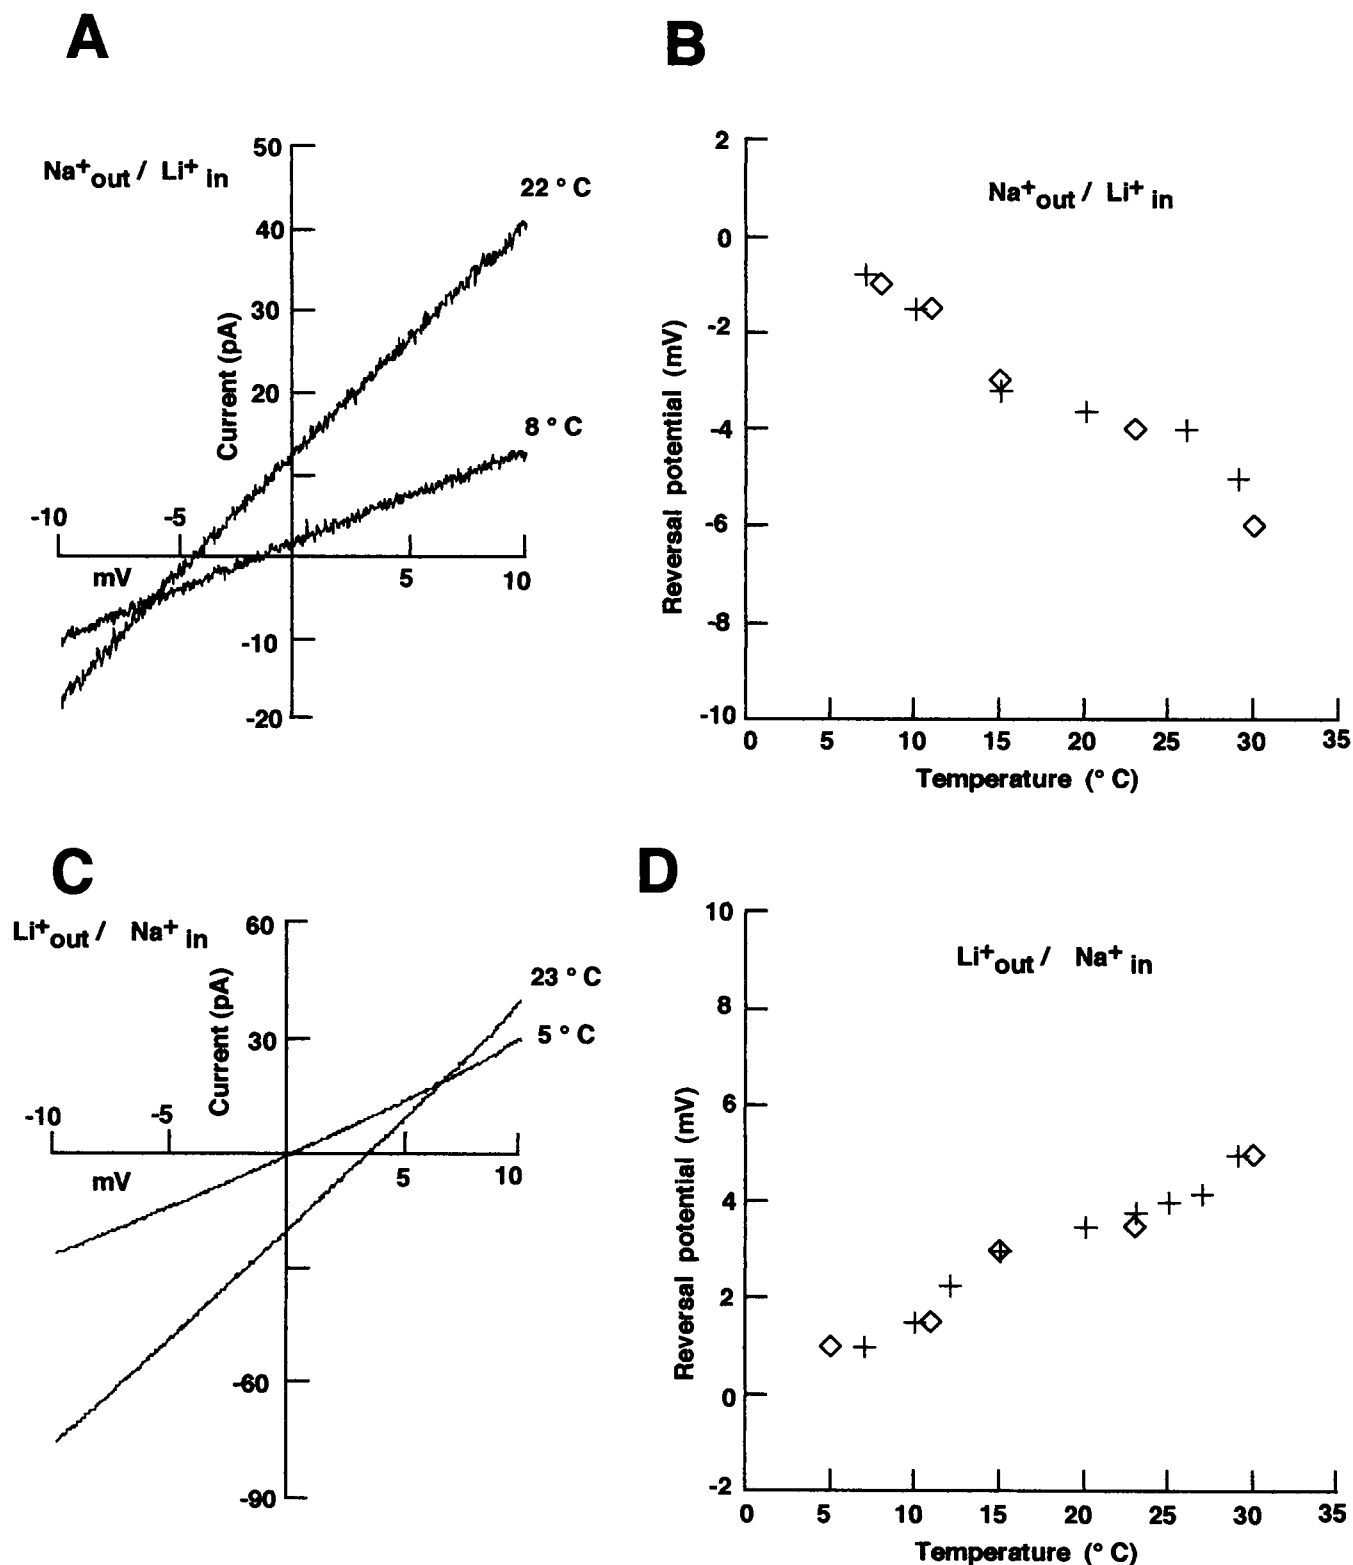 A
Na+out / Li+ in
50
40
30
20
-10
-20
Current (pA)
22 ° C
8 ° C
-10
-5
5
10
mV
B
Na+out / Li+ in
2
0
-2
-4
-6
-8
-10
Reversal potential (mV)
0 5 10 15 20 25 30 35
Temperature (° C)
C
Li+out / Na+ in
60
30
-60
-90
Current (pA)
23 ° C
5 ° C
-10
-5
5
10
mV
D
Li+out / Na+ in
10
8
6
4
2
0
-2
Reversal potential (mV)
0 5 10 15 20 25 30 35
Temperature (° C)